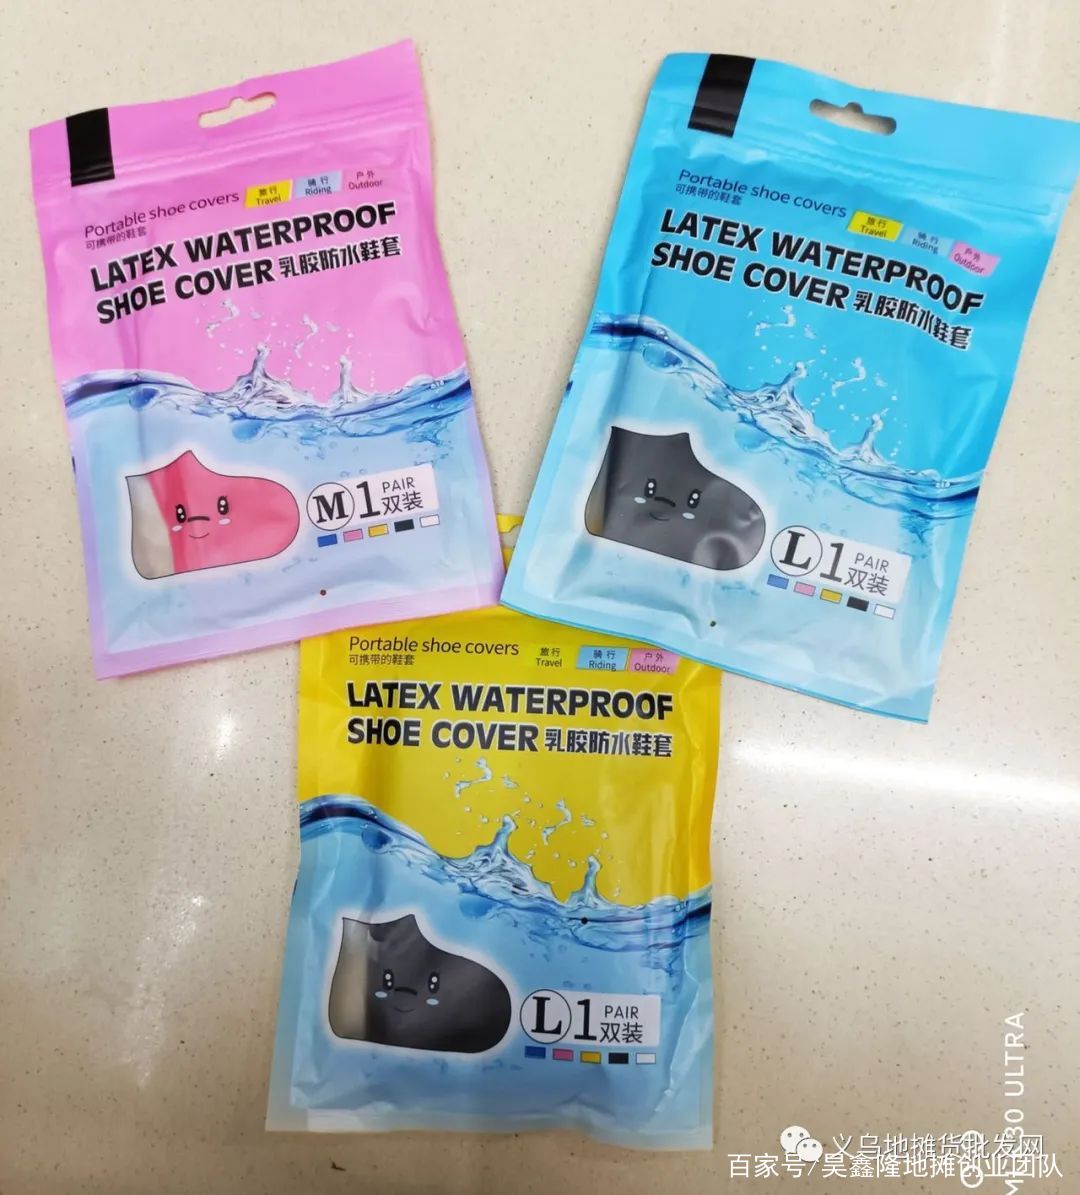 Portable shoe covers
可携带的鞋套
旅行
Travel
骑行
Riding
户外
Outdoor
LATEX WATERPROOF
SHOE COVER 乳胶防水鞋套
M 1 PAIR
双装
Portable shoe covers
可携带的鞋套
旅行
Travel
骑行
Riding
户外
Outdoor
LATEX WATERPROOF
SHOE COVER 乳胶防水鞋套
L 1 PAIR
双装
Portable shoe covers
可携带的鞋套
旅行
Travel
骑行
Riding
户外
Outdoor
LATEX WATERPROOF
SHOE COVER 乳胶防水鞋套
L 1 PAIR
双装
30 ULTRA
义乌地摊货批发网
百家号/昊鑫隆地摊创业团队